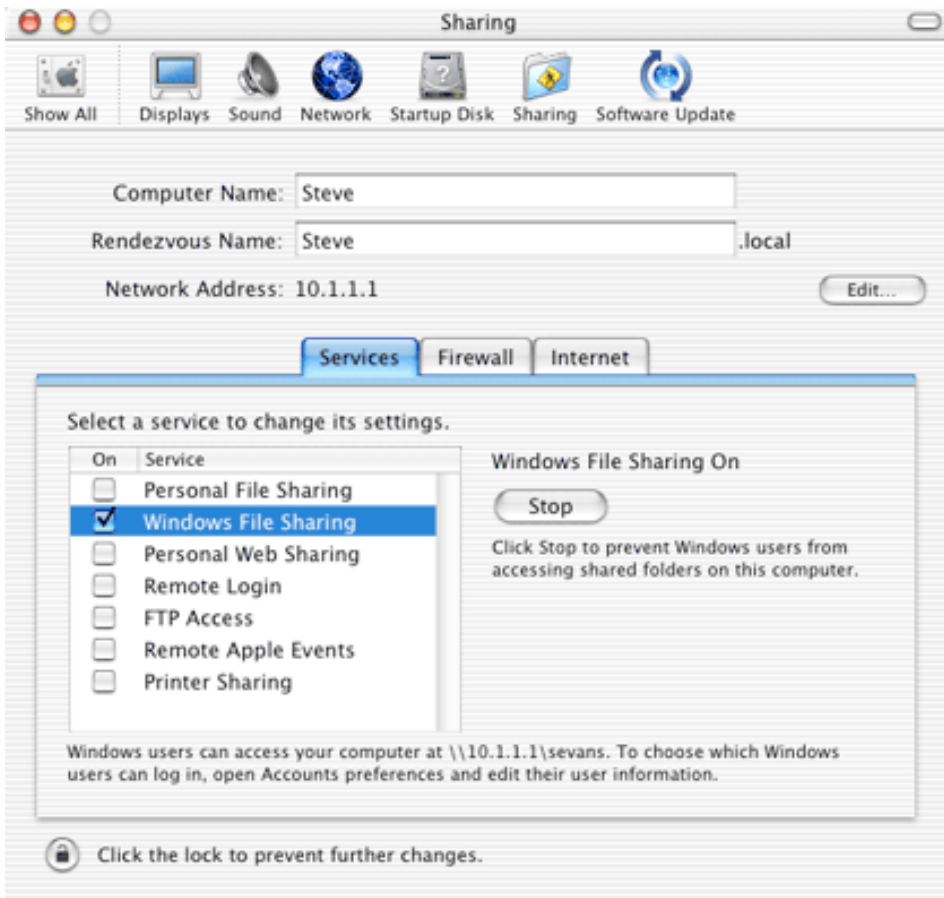 Sharing
Show All Displays Sound Network Startup Disk Sharing Software Update
Computer Name: Steve
Rendezvous Name: Steve .local
Network Address: 10.1.1.1 Edit...
Services Firewall Internet
Select a service to change its settings.
On Service
Windows File Sharing On
Personal File Sharing
Windows File Sharing
Stop
Personal Web Sharing
Click Stop to prevent Windows users from
accessing shared folders on this computer.
Remote Login
FTP Access
Remote Apple Events
Printer Sharing
Windows users can access your computer at \\10.1.1.1\sevans. To choose which Windows
users can log in, open Accounts preferences and edit their user information.
Click the lock to prevent further changes.